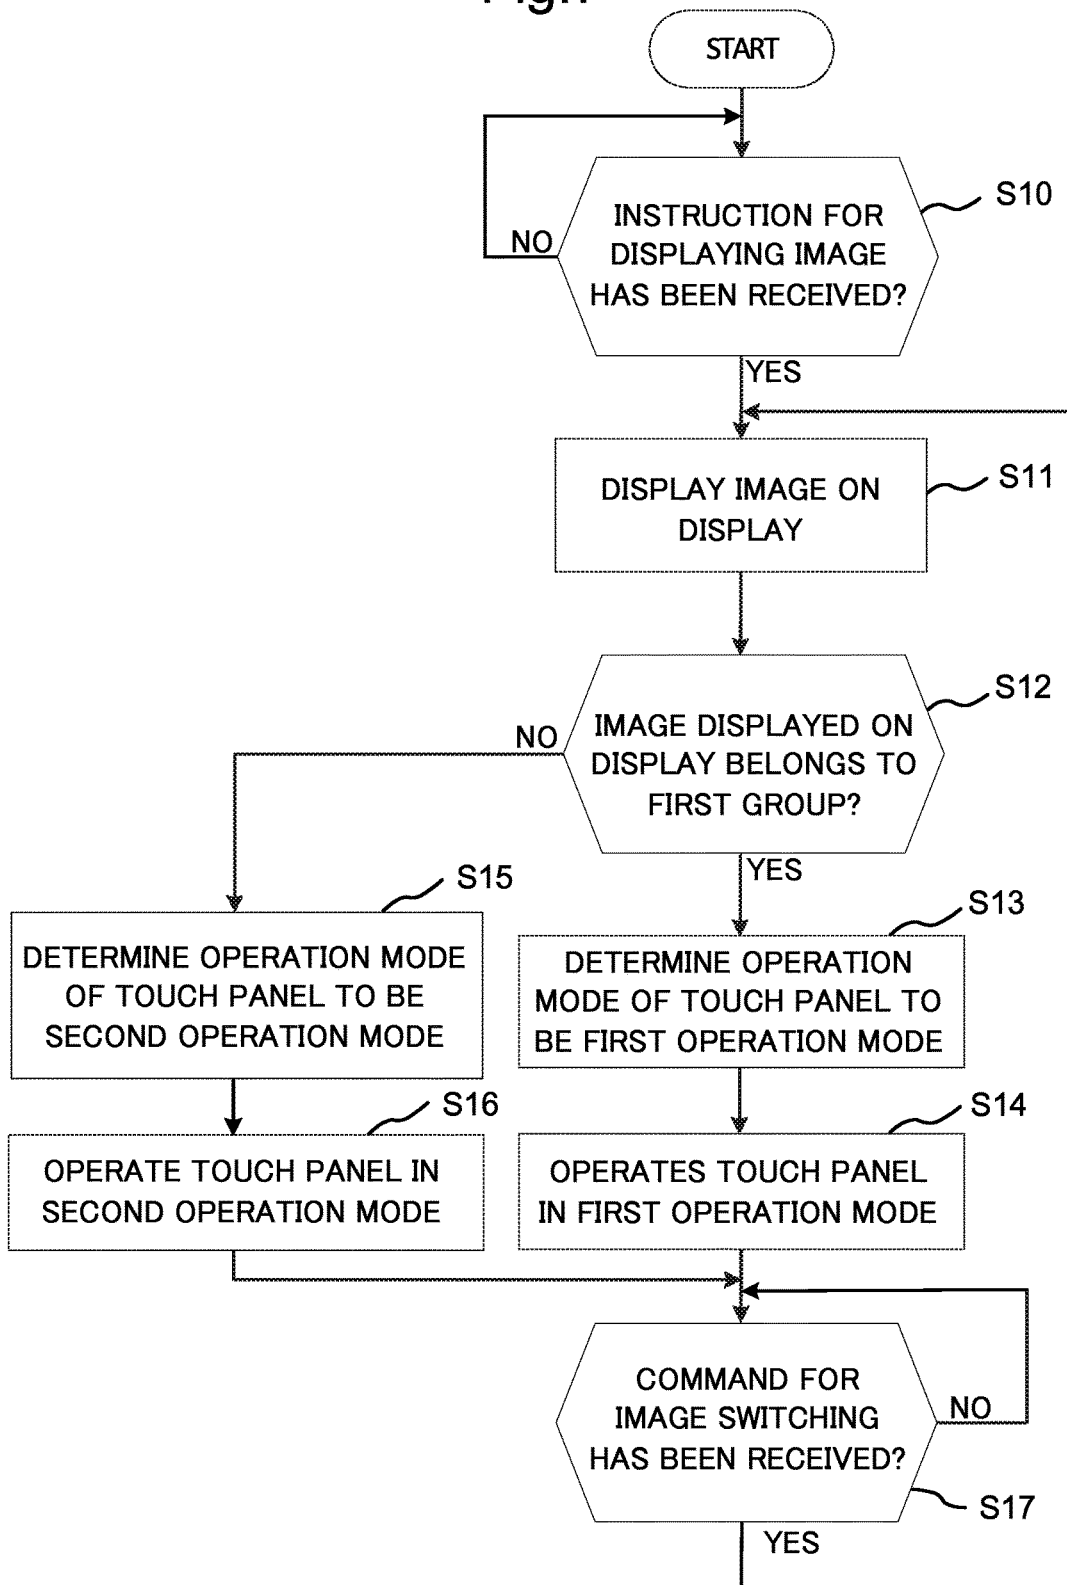 START
INSTRUCTION FOR
DISPLAYING IMAGE
HAS BEEN RECEIVED?
S10
NO
YES
DISPLAY IMAGE ON
DISPLAY
S11
IMAGE DISPLAYED ON
DISPLAY BELONGS TO
FIRST GROUP?
S12
NO
YES
S15
DETERMINE OPERATION MODE
OF TOUCH PANEL TO BE
SECOND OPERATION MODE
S13
DETERMINE OPERATION
MODE OF TOUCH PANEL TO
BE FIRST OPERATION MODE
S16
OPERATE TOUCH PANEL IN
SECOND OPERATION MODE
S14
OPERATES TOUCH PANEL
IN FIRST OPERATION MODE
COMMAND FOR
IMAGE SWITCHING
HAS BEEN RECEIVED?
NO
S17
YES